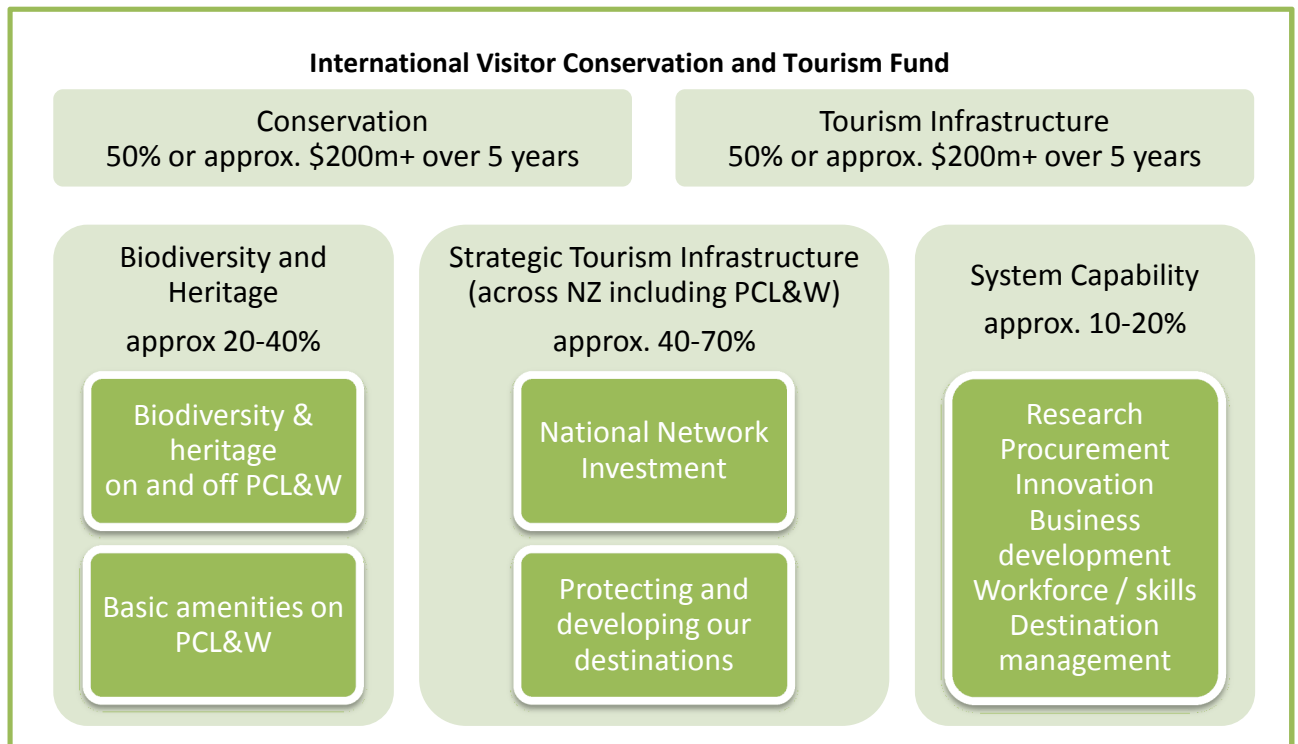 International Visitor Conservation and Tourism Fund
Conservation
50% or approx. $200m+ over 5 years
Tourism Infrastructure
50% or approx. $200m+ over 5 years
Biodiversity and
Heritage
approx 20-40%
Biodiversity &
heritage
on and off PCL&W
Basic amenities on
PCL&W
Strategic Tourism Infrastructure
(across NZ including PCL&W)
approx. 40-70%
National Network
Investment
Protecting and
developing our
destinations
System Capability
approx. 10-20%
Research
Procurement
Innovation
Business
development
Workforce / skills
Destination
management